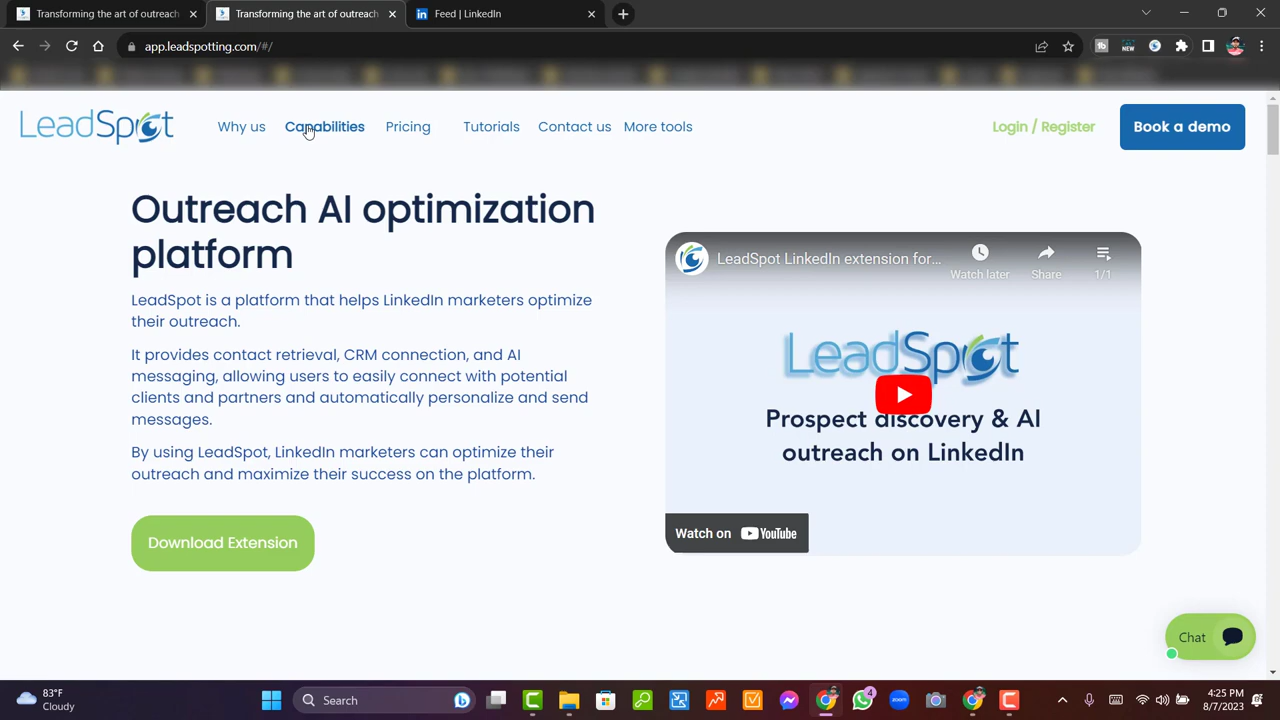 Transforming the art of outreach
Transforming the art of outreach
Feed | LinkedIn
app.leadspotting.com/#/
NEW
LeadSpot
Why us
Capabilities
Pricing
Tutorials
Contact us
More tools
Login / Register
Book a demo
Outreach AI optimization
platform
LeadSpot is a platform that helps LinkedIn marketers optimize
their outreach.
It provides contact retrieval, CRM connection, and AI
messaging, allowing users to easily connect with potential
clients and partners and automatically personalize and send
messages.
By using LeadSpot, LinkedIn marketers can optimize their
outreach and maximize their success on the platform.
Download Extension
LeadSpot LinkedIn extension for...
Watch later
Share
1/1
LeadSpot
Prospect discovery & AI
outreach on LinkedIn
Watch on YouTube
Chat
83°F
Cloudy
Search
4
zoom
4:25 PM
8/7/2023